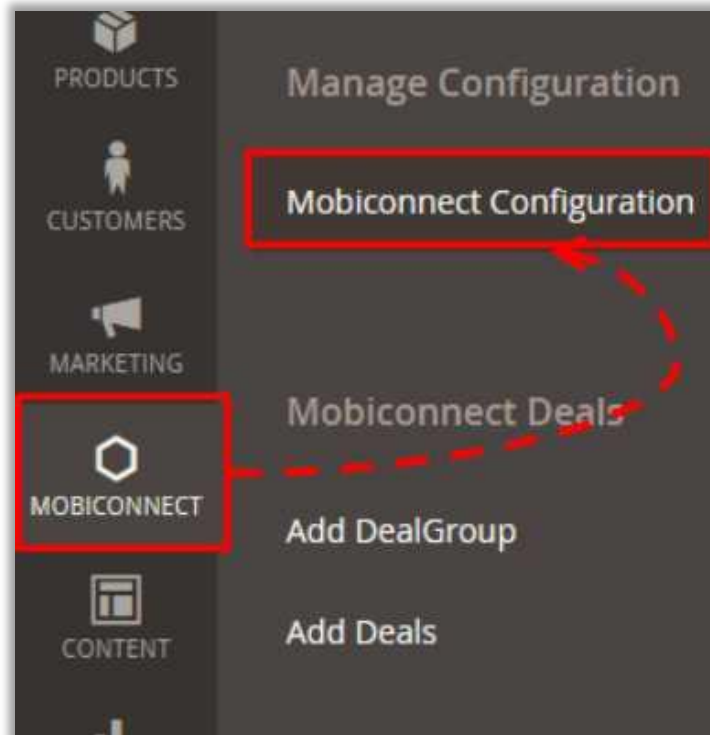 PRODUCTS
CUSTOMERS
MARKETING
MOBICONNECT
CONTENT
Manage Configuration
Mobiconnect Configuration
Mobiconnect Deals
Add DealGroup
Add Deals